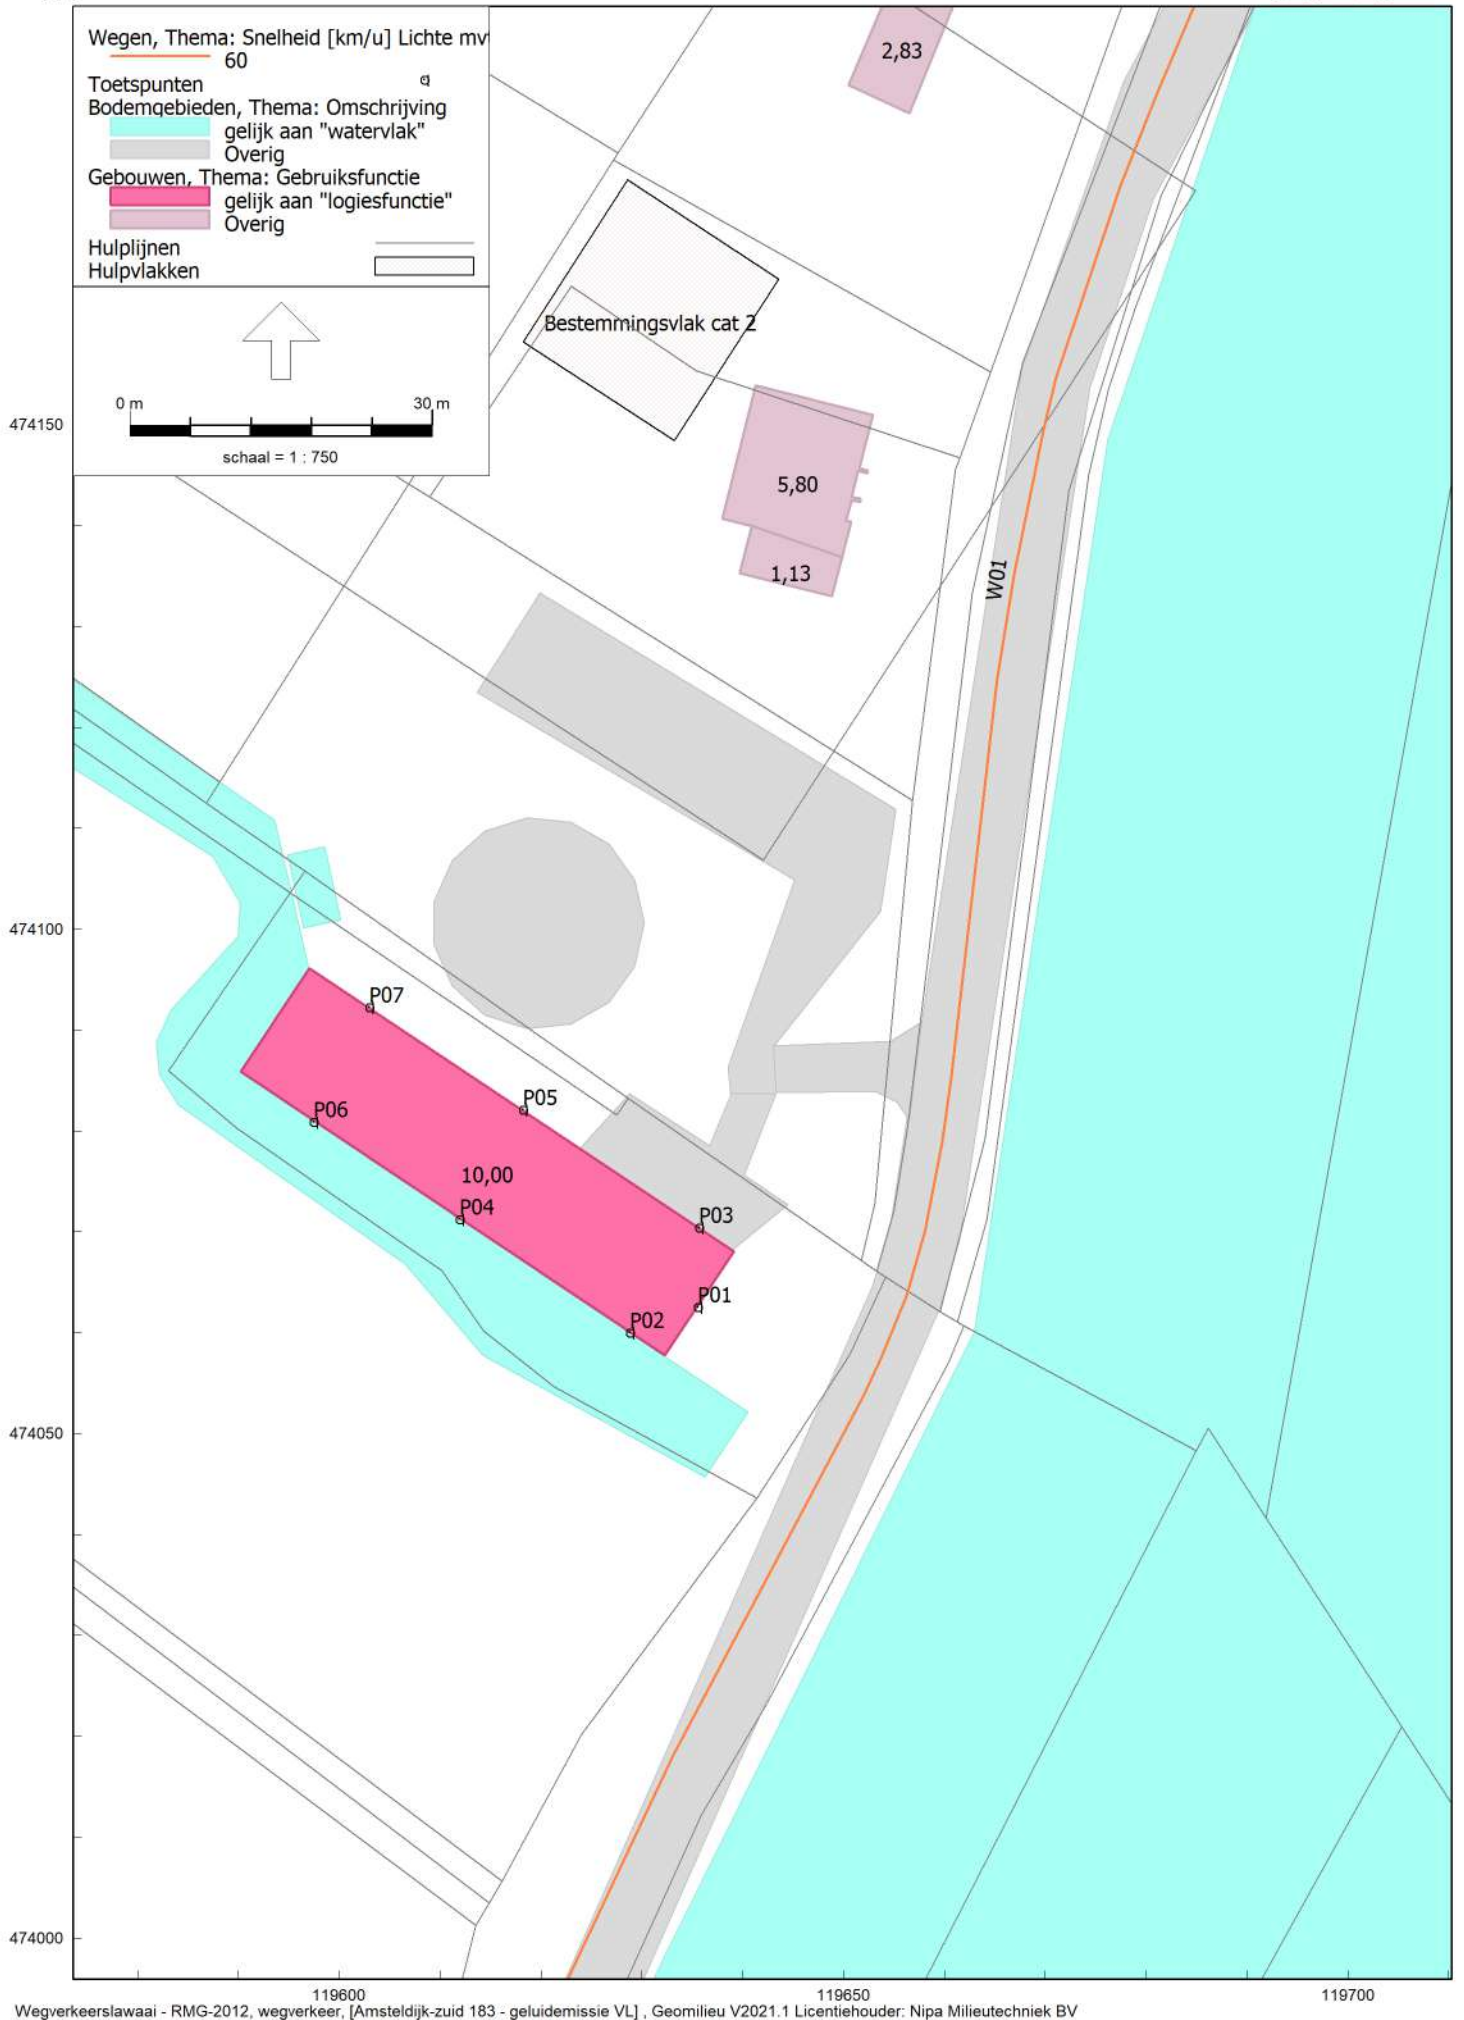 Wegen, Thema: Snelheid [km/u] Lichte mv
60
Toetspunten
Bodemgebieden, Thema: Omschrijving
gelijk aan "watervlak"
Overig
Gebouwen, Thema: Gebruiksfunctie
gelijk aan "logiesfunctie"
Overig
Hulplijnen
Hulpvlakken
0 m 30 m
schaal = 1 : 750
2,83
Bestemmingsvlak cat 2
474150
5,80
1,13
W01
474100
P07
P05
P06
10,00
P04
P03
P01
P02
474050
474000
119600 119650 119700
Wegverkeerslawaai - RMG-2012, wegverkeer, [Amsteldijk-zuid 183 - geluidemissie VL] , Geomilieu V2021.1 Licentiehouder: Nipa Milieutechniek BV